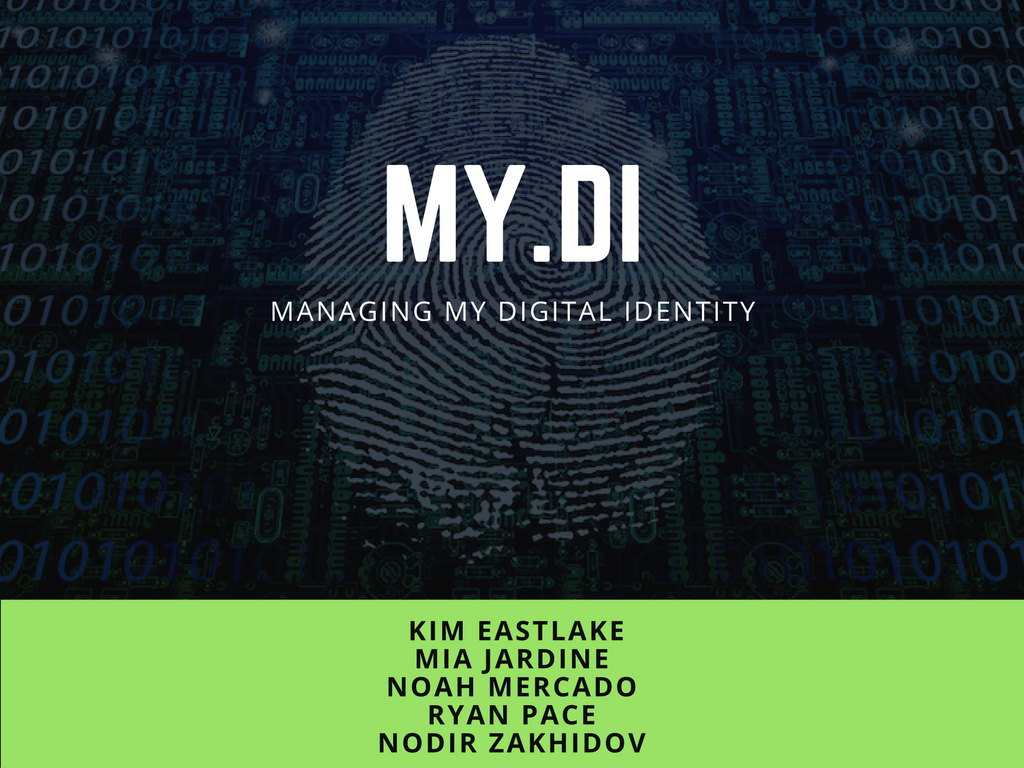 MY.DI
MANAGING MY DIGITAL IDENTITY
KIM EASTLAKE
MIA JARDINE
NOAH MERCADO
RYAN PACE
NODIR ZAKHIDOV